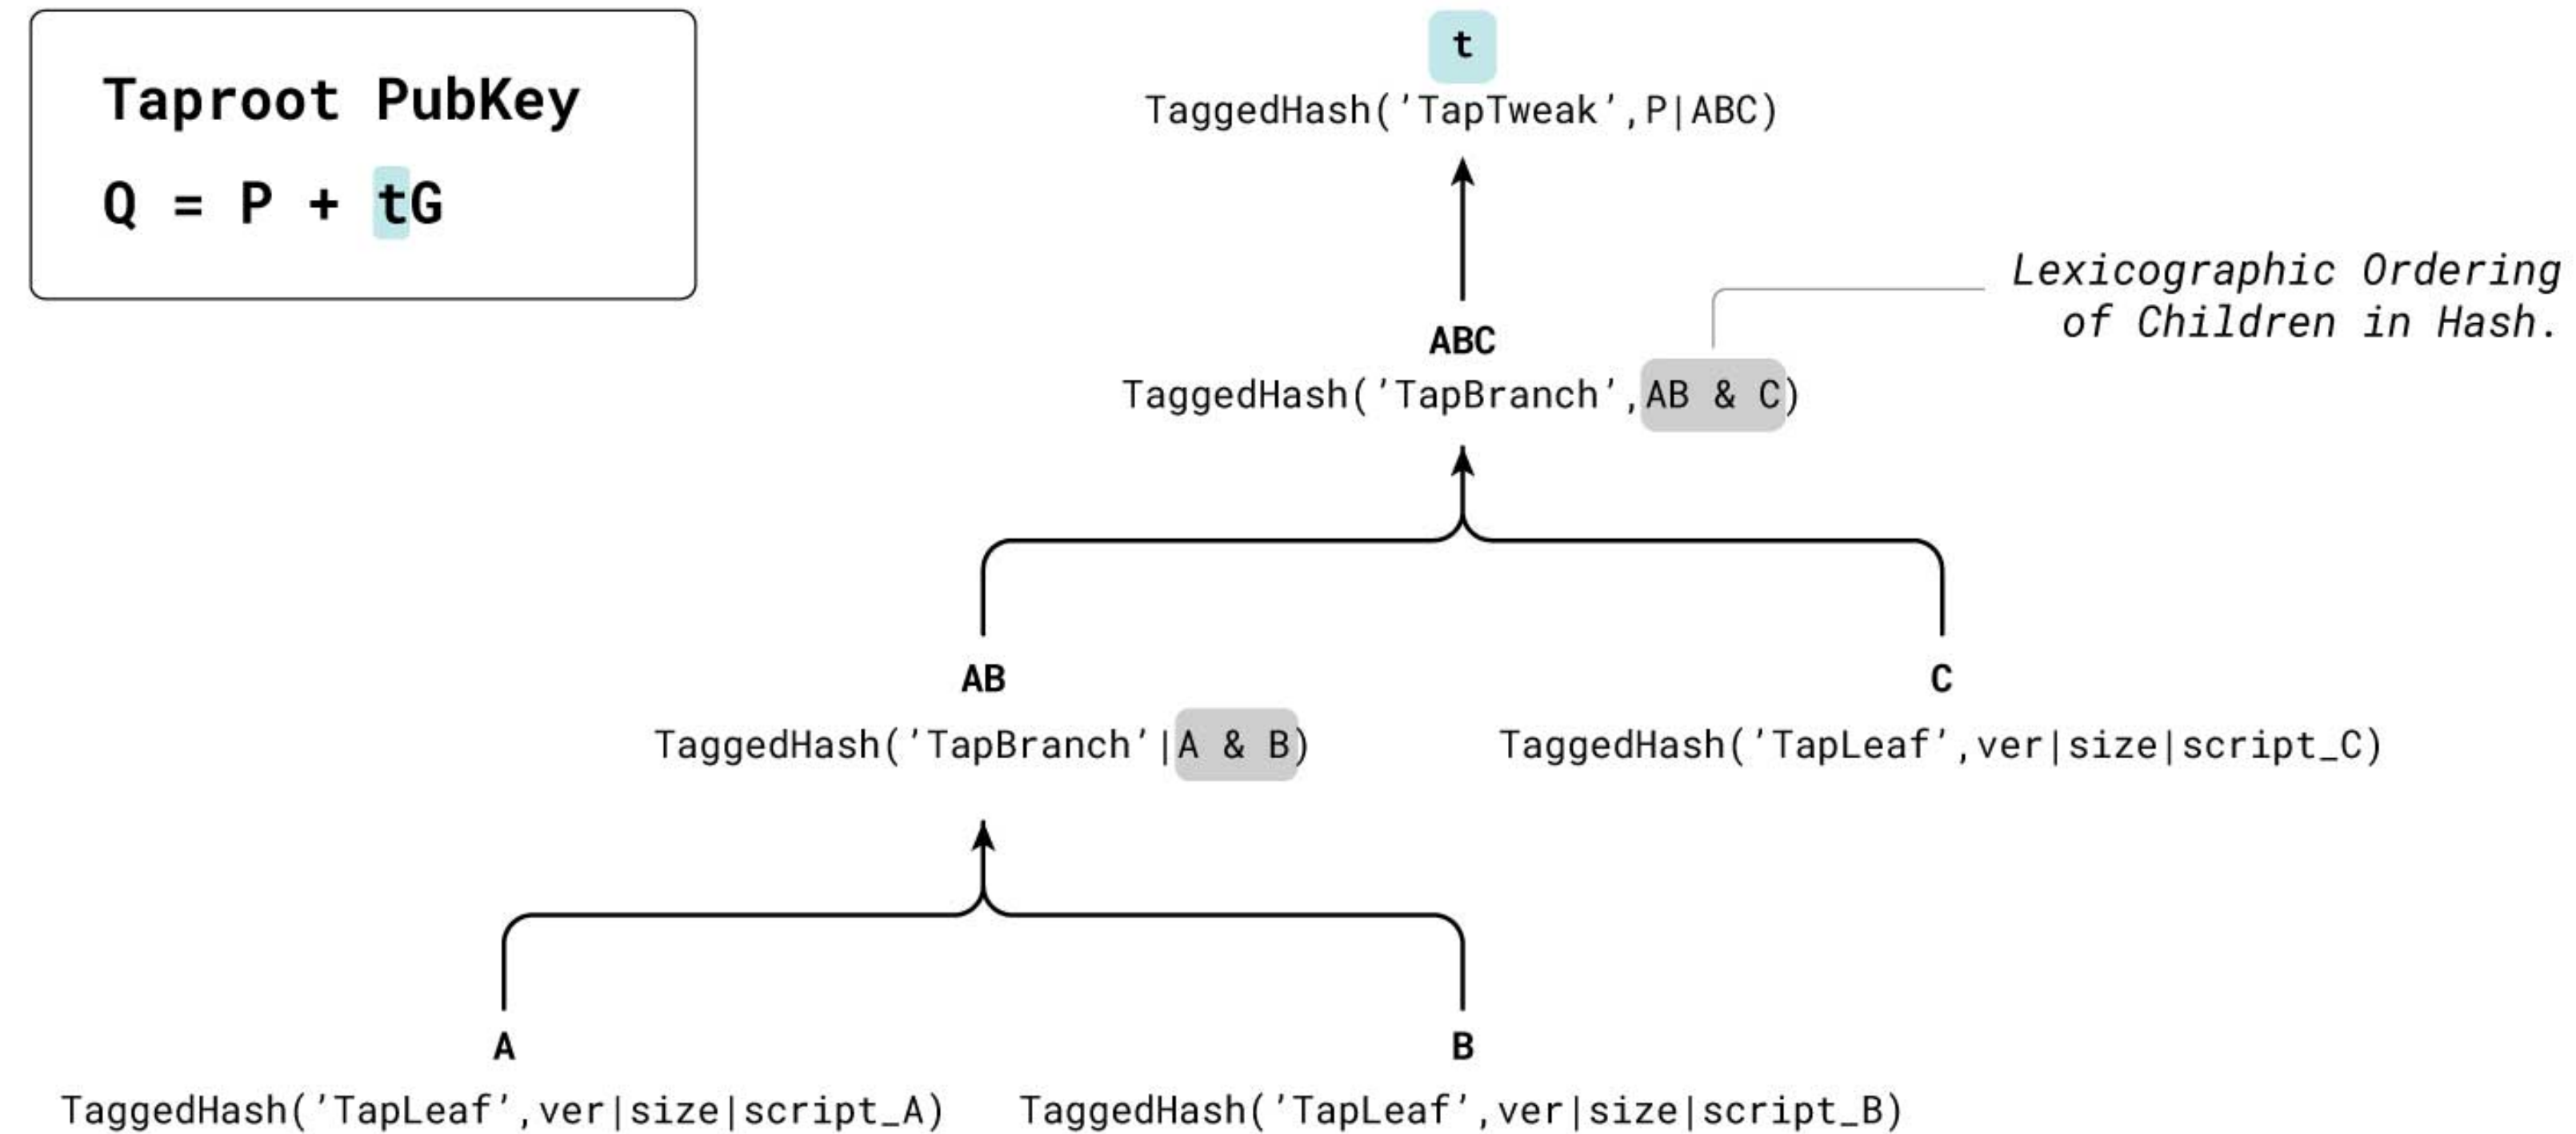 Taproot PubKey
Q = P + tG
t
TaggedHash('TapTweak',P|ABC)
Lexicographic Ordering
of Children in Hash.
ABC
TaggedHash('TapBranch',AB & C)
AB
TaggedHash('TapBranch'|A & B)
C
TaggedHash('TapLeaf',ver|size|script_C)
A
TaggedHash('TapLeaf',ver|size|script_A)
B
TaggedHash('TapLeaf',ver|size|script_B)